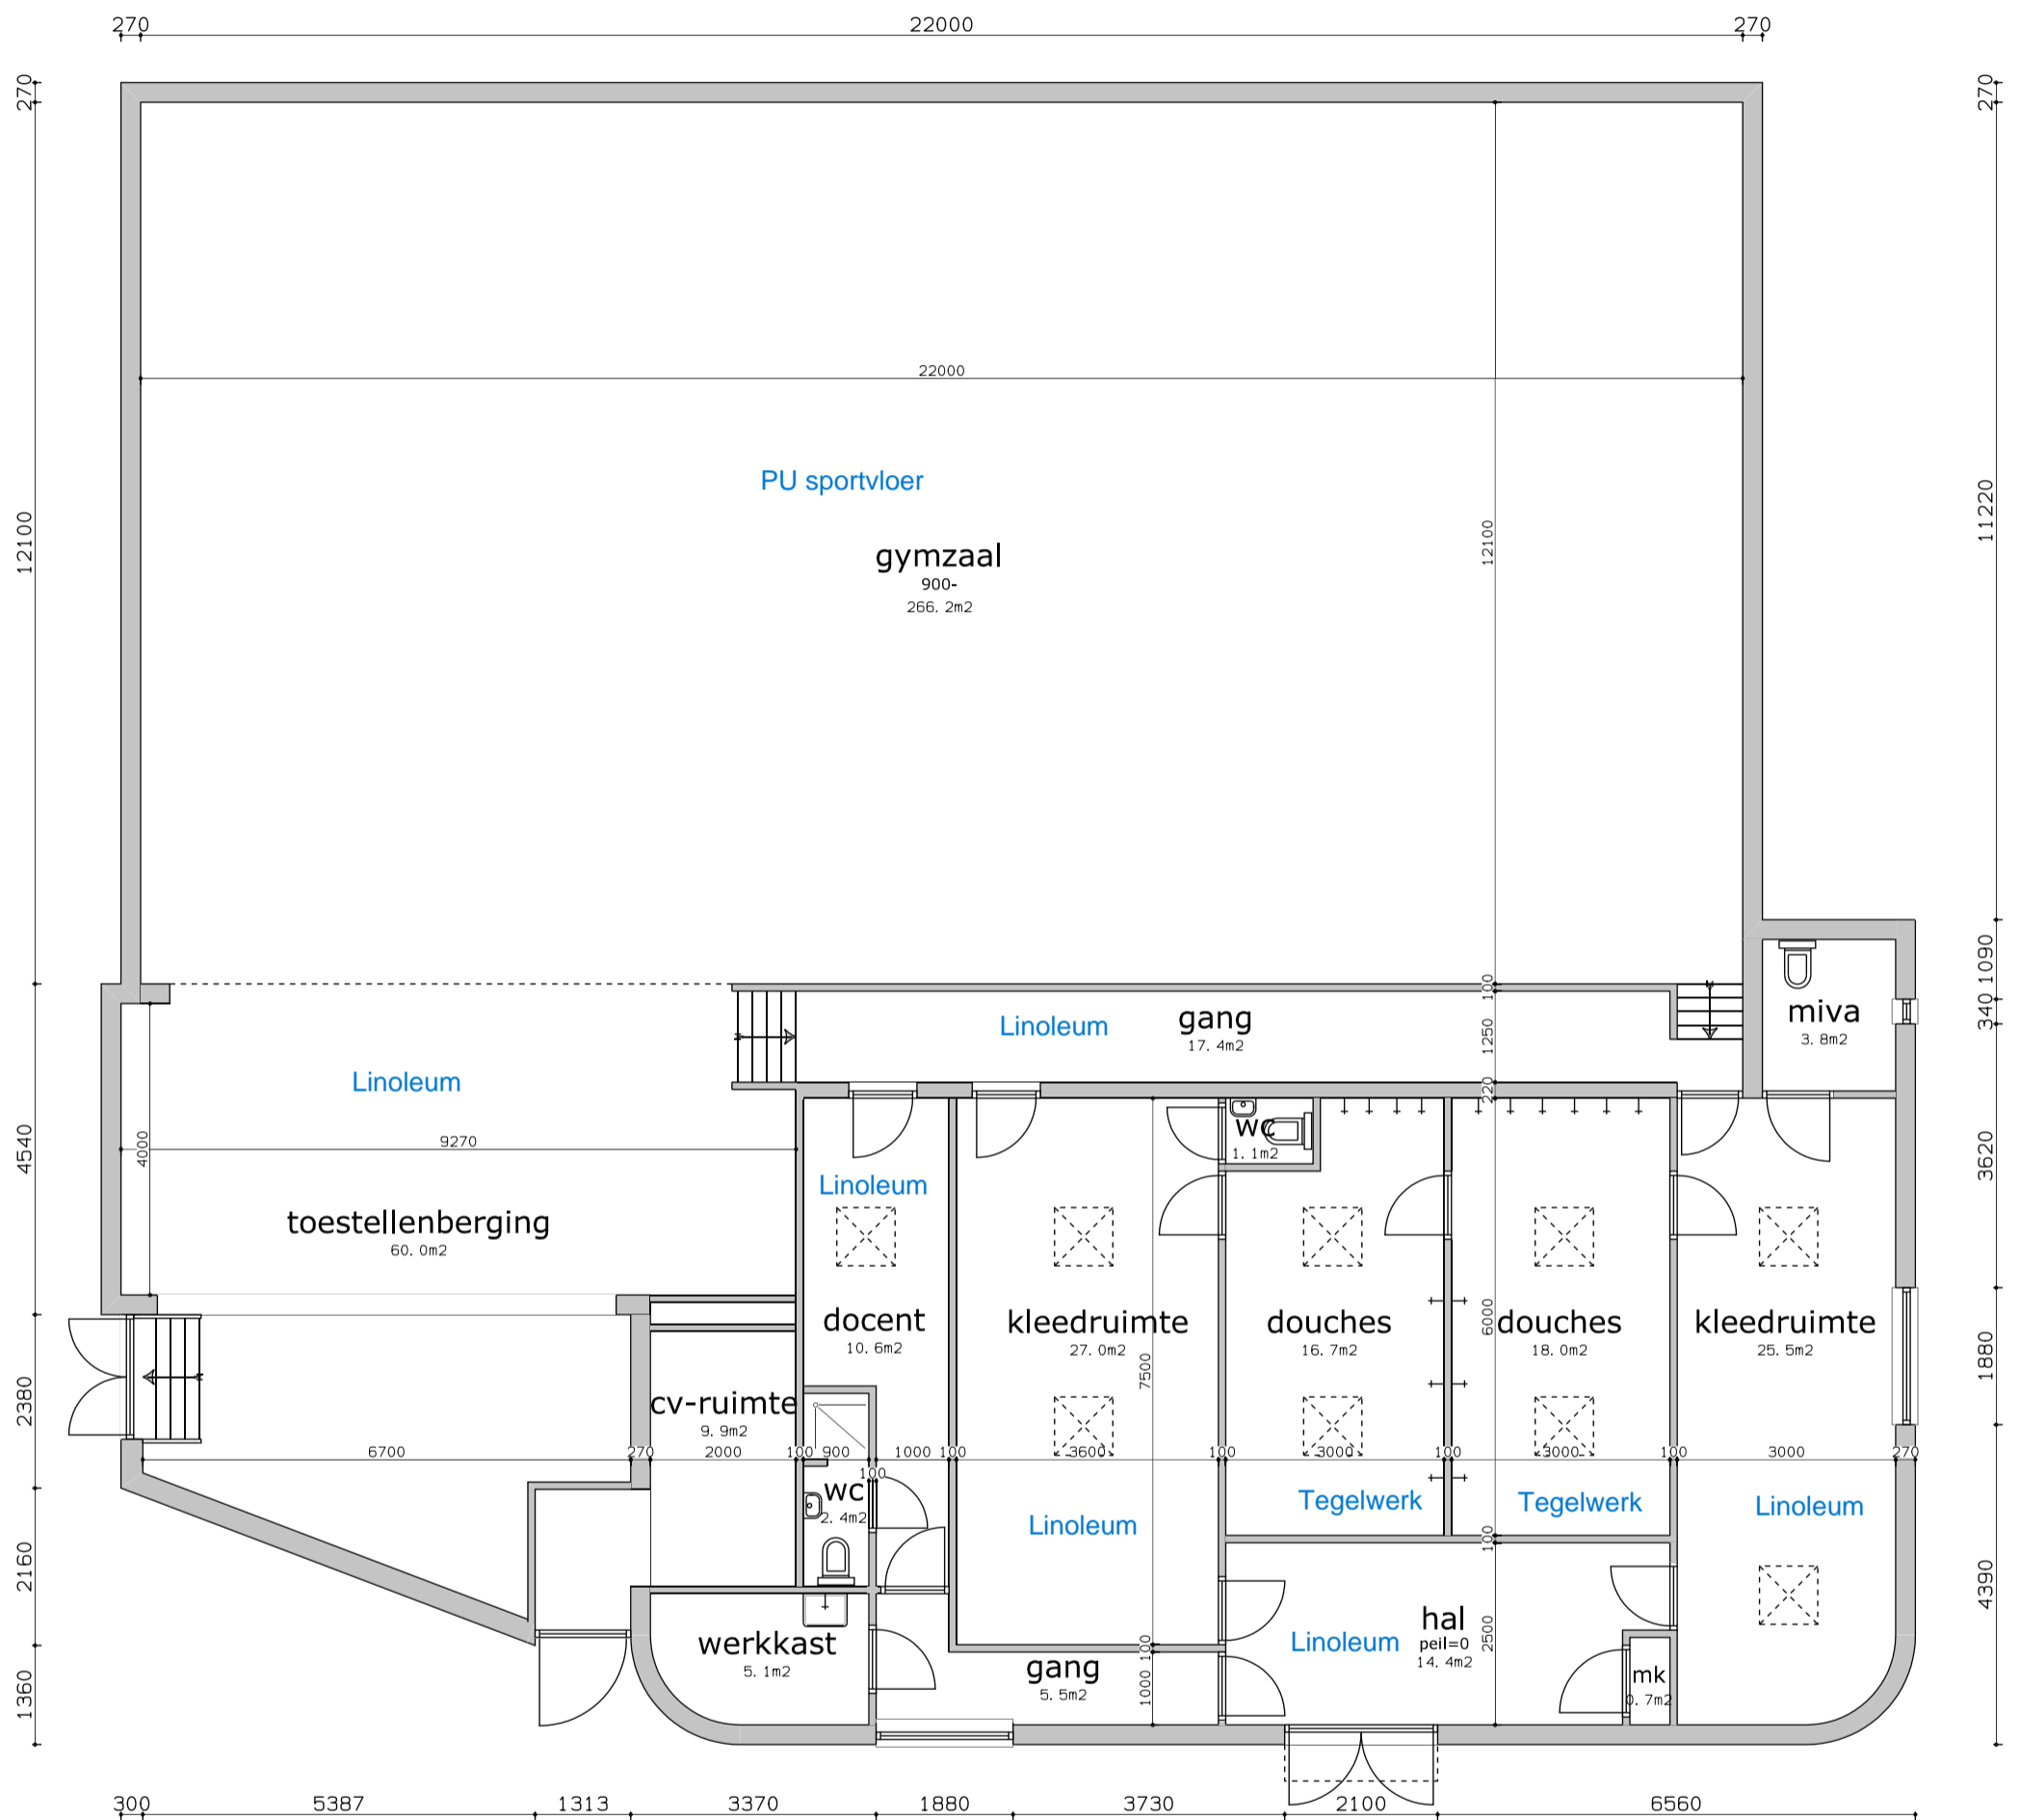 270 22000 270
270
270
22000
PU sportvloer
12100
12100
11220
gymzaal
900-
266. 2m2
1090
100
Linoleum
gang
17. 4m2
1250
miva
3. 8m2
340
Linoleum
220
4540
4000
9270
wc
1. 1m2
3620
Linoleum
toestellenberging
60. 0m2
docent
10. 6m2
kleedruimte
27. 0m2
douches
16. 7m2
6000
douches
18. 0m2
kleedruimte
25. 5m2
7500
1880
2380
cv-ruimte
9. 9m2
6700 270 2000 100 900 1000 100 3600 100 3000 100 3000 100 3000 270
100
wc
2. 4m2
Linoleum
Tegelwerk
Tegelwerk
Linoleum
100
2160
4390
werkkast
5. 1m2
gang
5. 5m2
100
1000
Linoleum
hal
peil=0
14. 4m2
2500
mk
0. 7m2
1360
300 5387 1313 3370 1880 3730 2100 6560